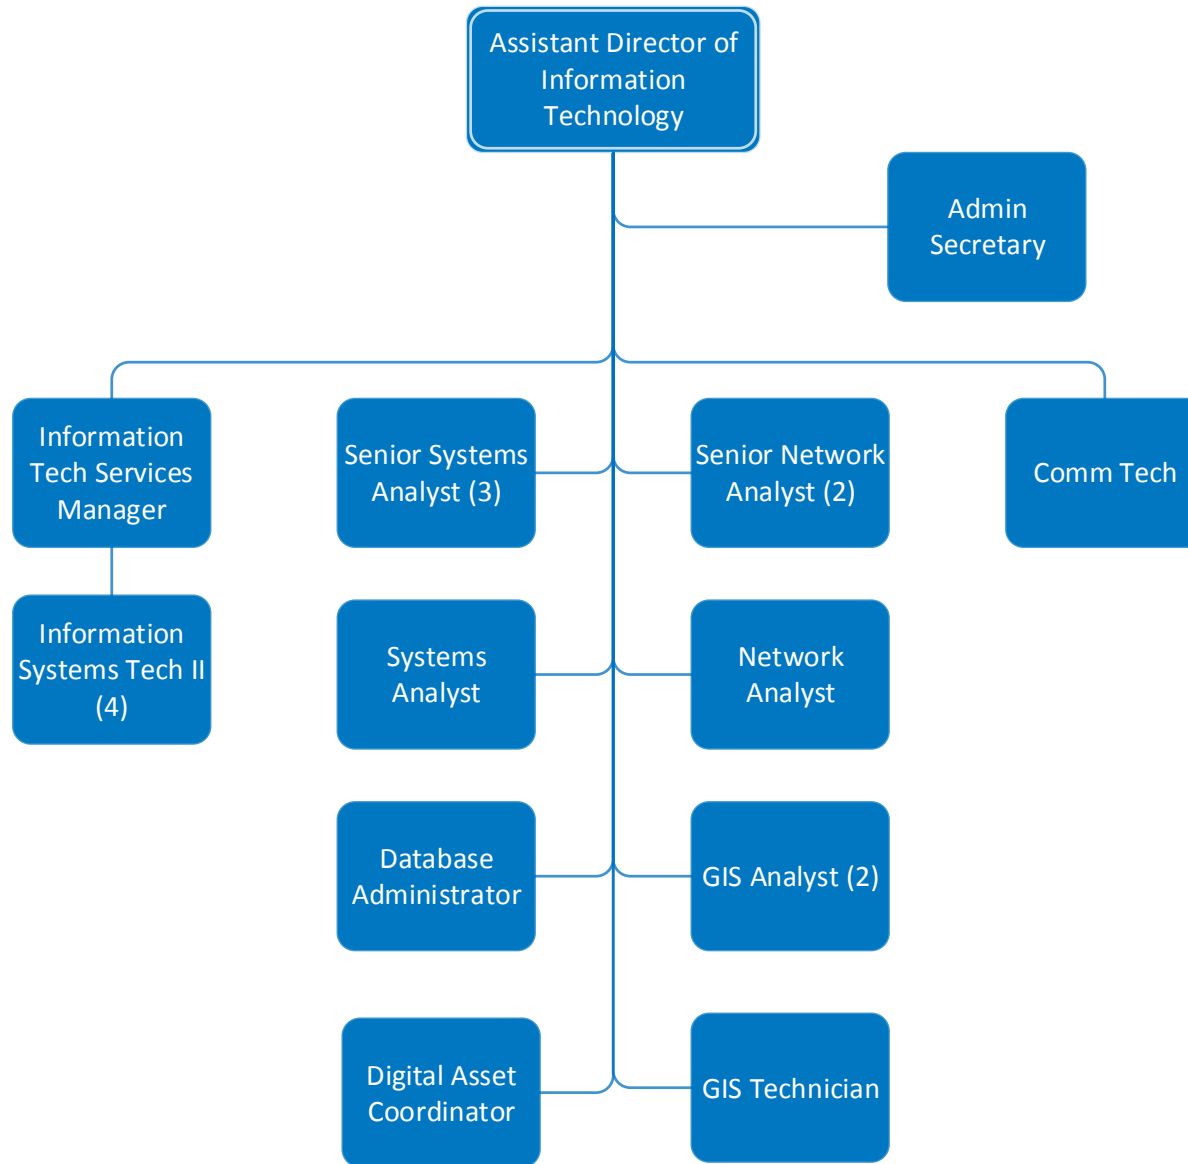 Assistant Director of
Information
Technology
Admin
Secretary
Information
Tech Services
Manager
Senior Systems
Analyst (3)
Senior Network
Analyst (2)
Comm Tech
Information
Systems Tech II
(4)
Systems
Analyst
Network
Analyst
Database
Administrator
GIS Analyst (2)
Digital Asset
Coordinator
GIS Technician